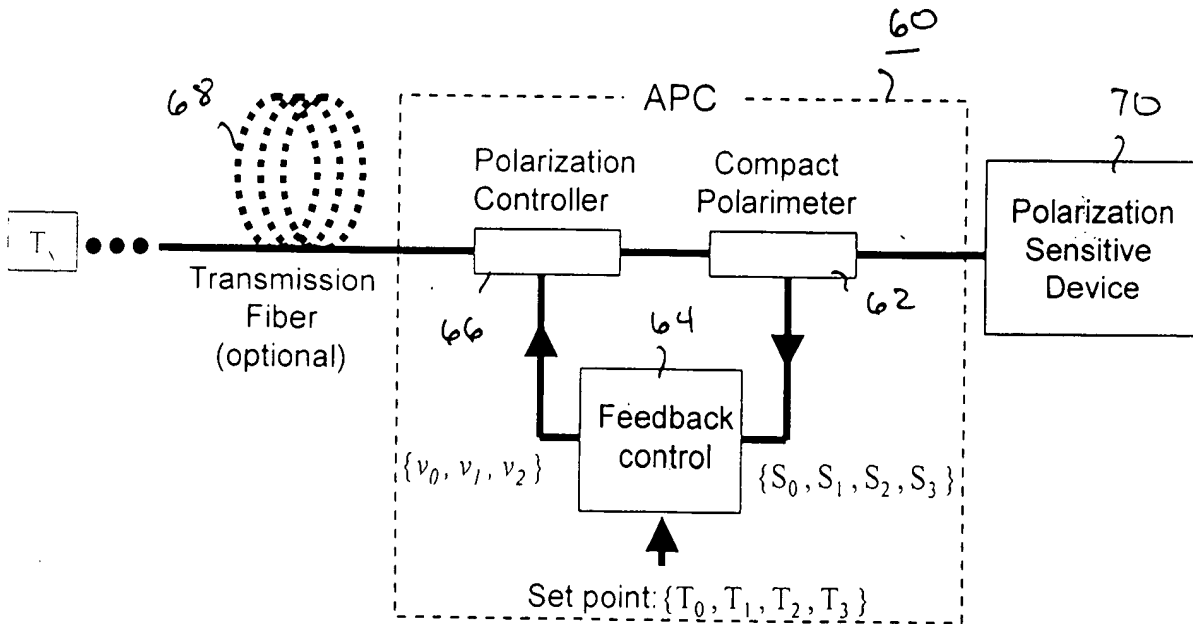 60
68
APC
70
Polarization
Controller
Compact
Polarimeter
T
Polarization
Sensitive
Device
Transmission
Fiber
(optional)
66
62
64
Feedback
control
{v₀, v₁, v₂}
{S₀, S₁, S₂, S₃}
Set point: {T₀, T₁, T₂, T₃}